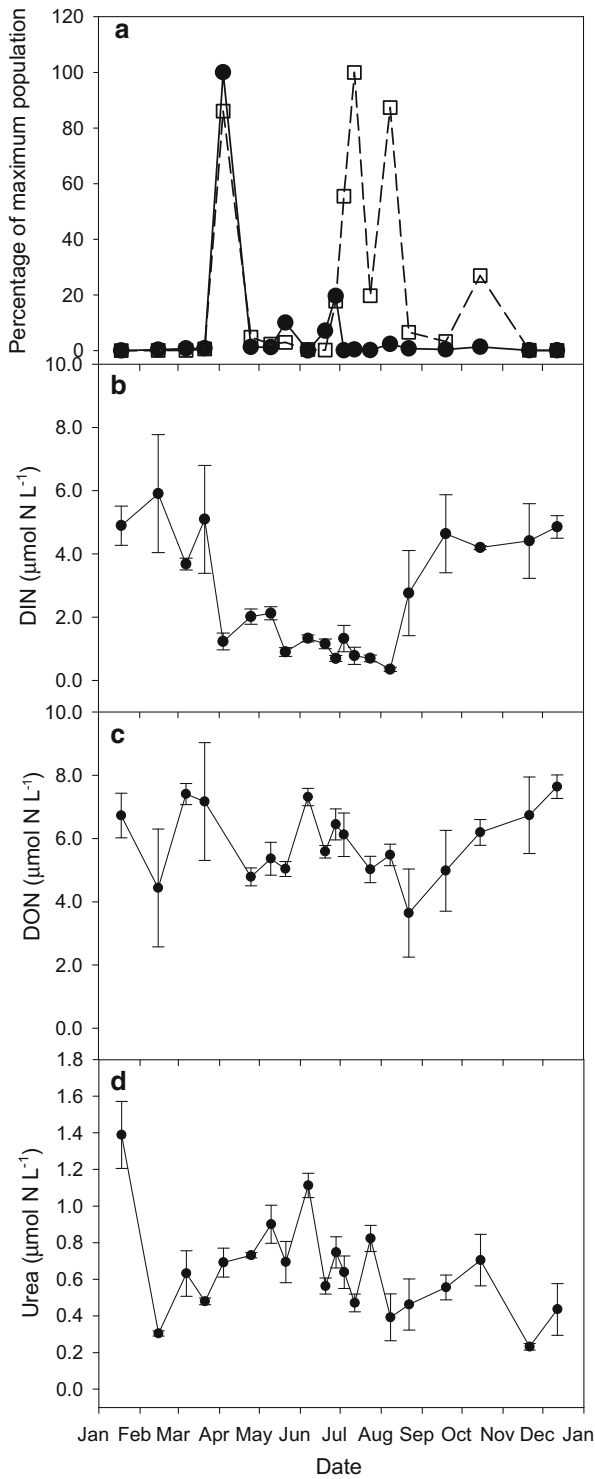 a
Percentage of maximum population
120
100
80
60
40
20
0
b
DIN (μmol N L-1)
10.0
8.0
6.0
4.0
2.0
0.0
c
DON (μmol N L-1)
10.0
8.0
6.0
4.0
2.0
0.0
d
Urea (μmol N L-1)
1.8
1.6
1.4
1.2
1.0
0.8
0.6
0.4
0.2
0.0
Jan Feb Mar Apr May Jun Jul Aug Sep Oct Nov Dec Jan
Date